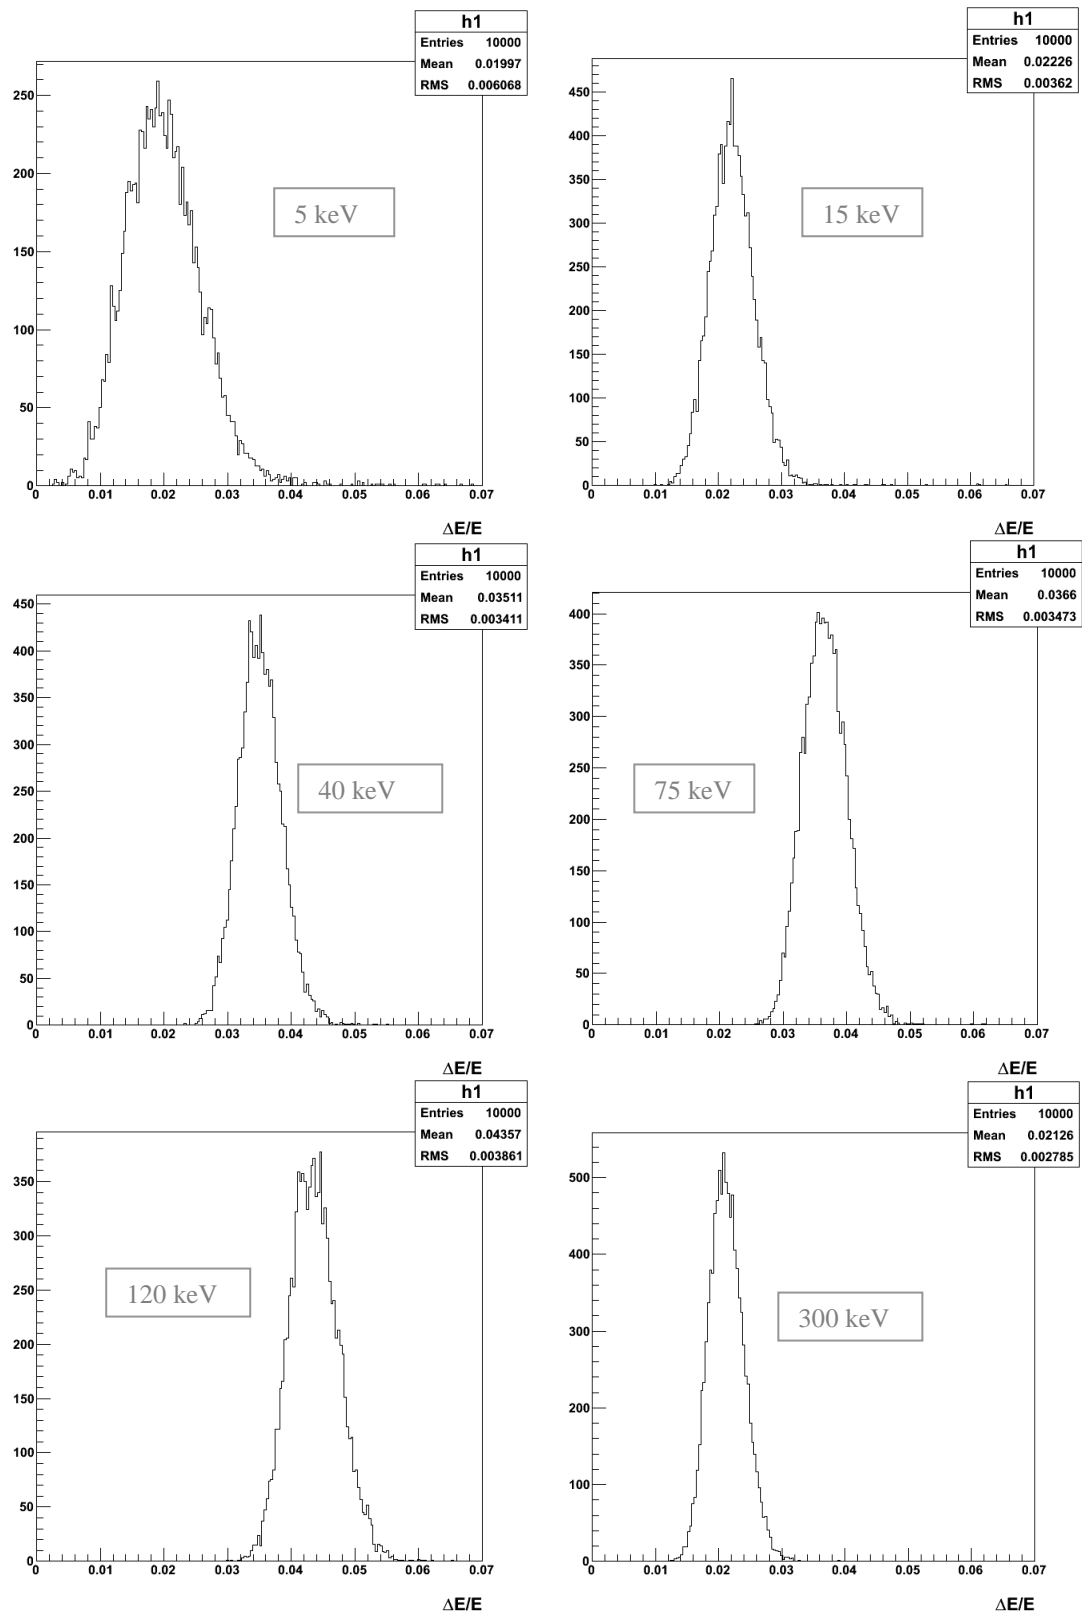 h1
Entries 10000
Mean 0.01997
RMS 0.006068
250
200
150
100
50
0
5 keV
0 0.01 0.02 0.03 0.04 0.05 0.06 0.07
ΔE/E
h1
Entries 10000
Mean 0.02226
RMS 0.00362
450
400
350
300
250
200
150
100
50
0
15 keV
0 0.01 0.02 0.03 0.04 0.05 0.06 0.07
ΔE/E
h1
Entries 10000
Mean 0.03511
RMS 0.003411
450
400
350
300
250
200
150
100
50
0
40 keV
0 0.01 0.02 0.03 0.04 0.05 0.06 0.07
ΔE/E
h1
Entries 10000
Mean 0.0366
RMS 0.003473
400
350
300
250
200
150
100
50
0
75 keV
0 0.01 0.02 0.03 0.04 0.05 0.06 0.07
ΔE/E
h1
Entries 10000
Mean 0.04357
RMS 0.003861
350
300
250
200
150
100
50
0
120 keV
0 0.01 0.02 0.03 0.04 0.05 0.06 0.07
ΔE/E
h1
Entries 10000
Mean 0.02126
RMS 0.002785
500
400
300
200
100
0
300 keV
0 0.01 0.02 0.03 0.04 0.05 0.06 0.07
ΔE/E